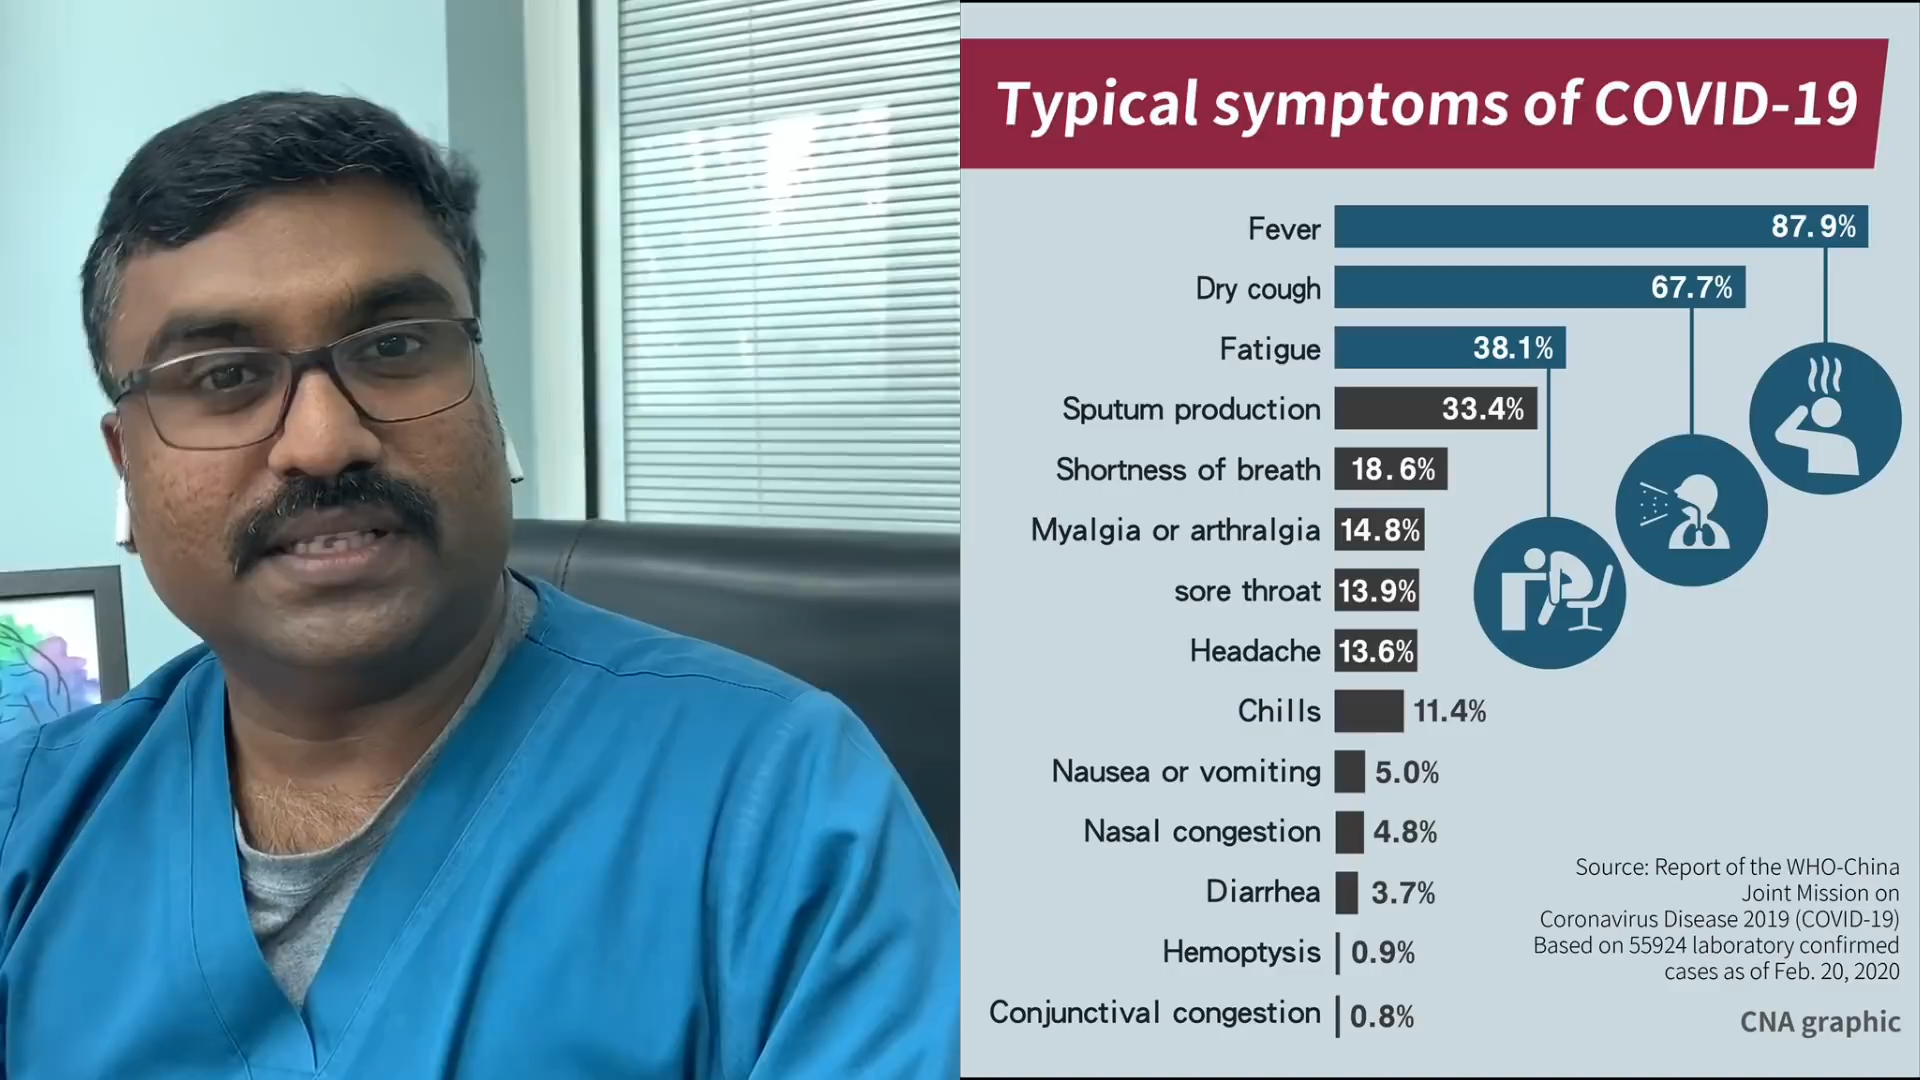 Typical symptoms of COVID-19
Fever 87.9%
Dry cough 67.7%
Fatigue 38.1%
Sputum production 33.4%
Shortness of breath 18.6%
Myalgia or arthralgia 14.8%
sore throat 13.9%
Headache 13.6%
Chills 11.4%
Nausea or vomiting 5.0%
Nasal congestion 4.8%
Diarrhea 3.7%
Hemoptysis 0.9%
Conjunctival congestion 0.8%
Source: Report of the WHO-China
Joint Mission on
Coronavirus Disease 2019 (COVID-19)
Based on 55924 laboratory confirmed
cases as of Feb. 20, 2020
CNA graphic